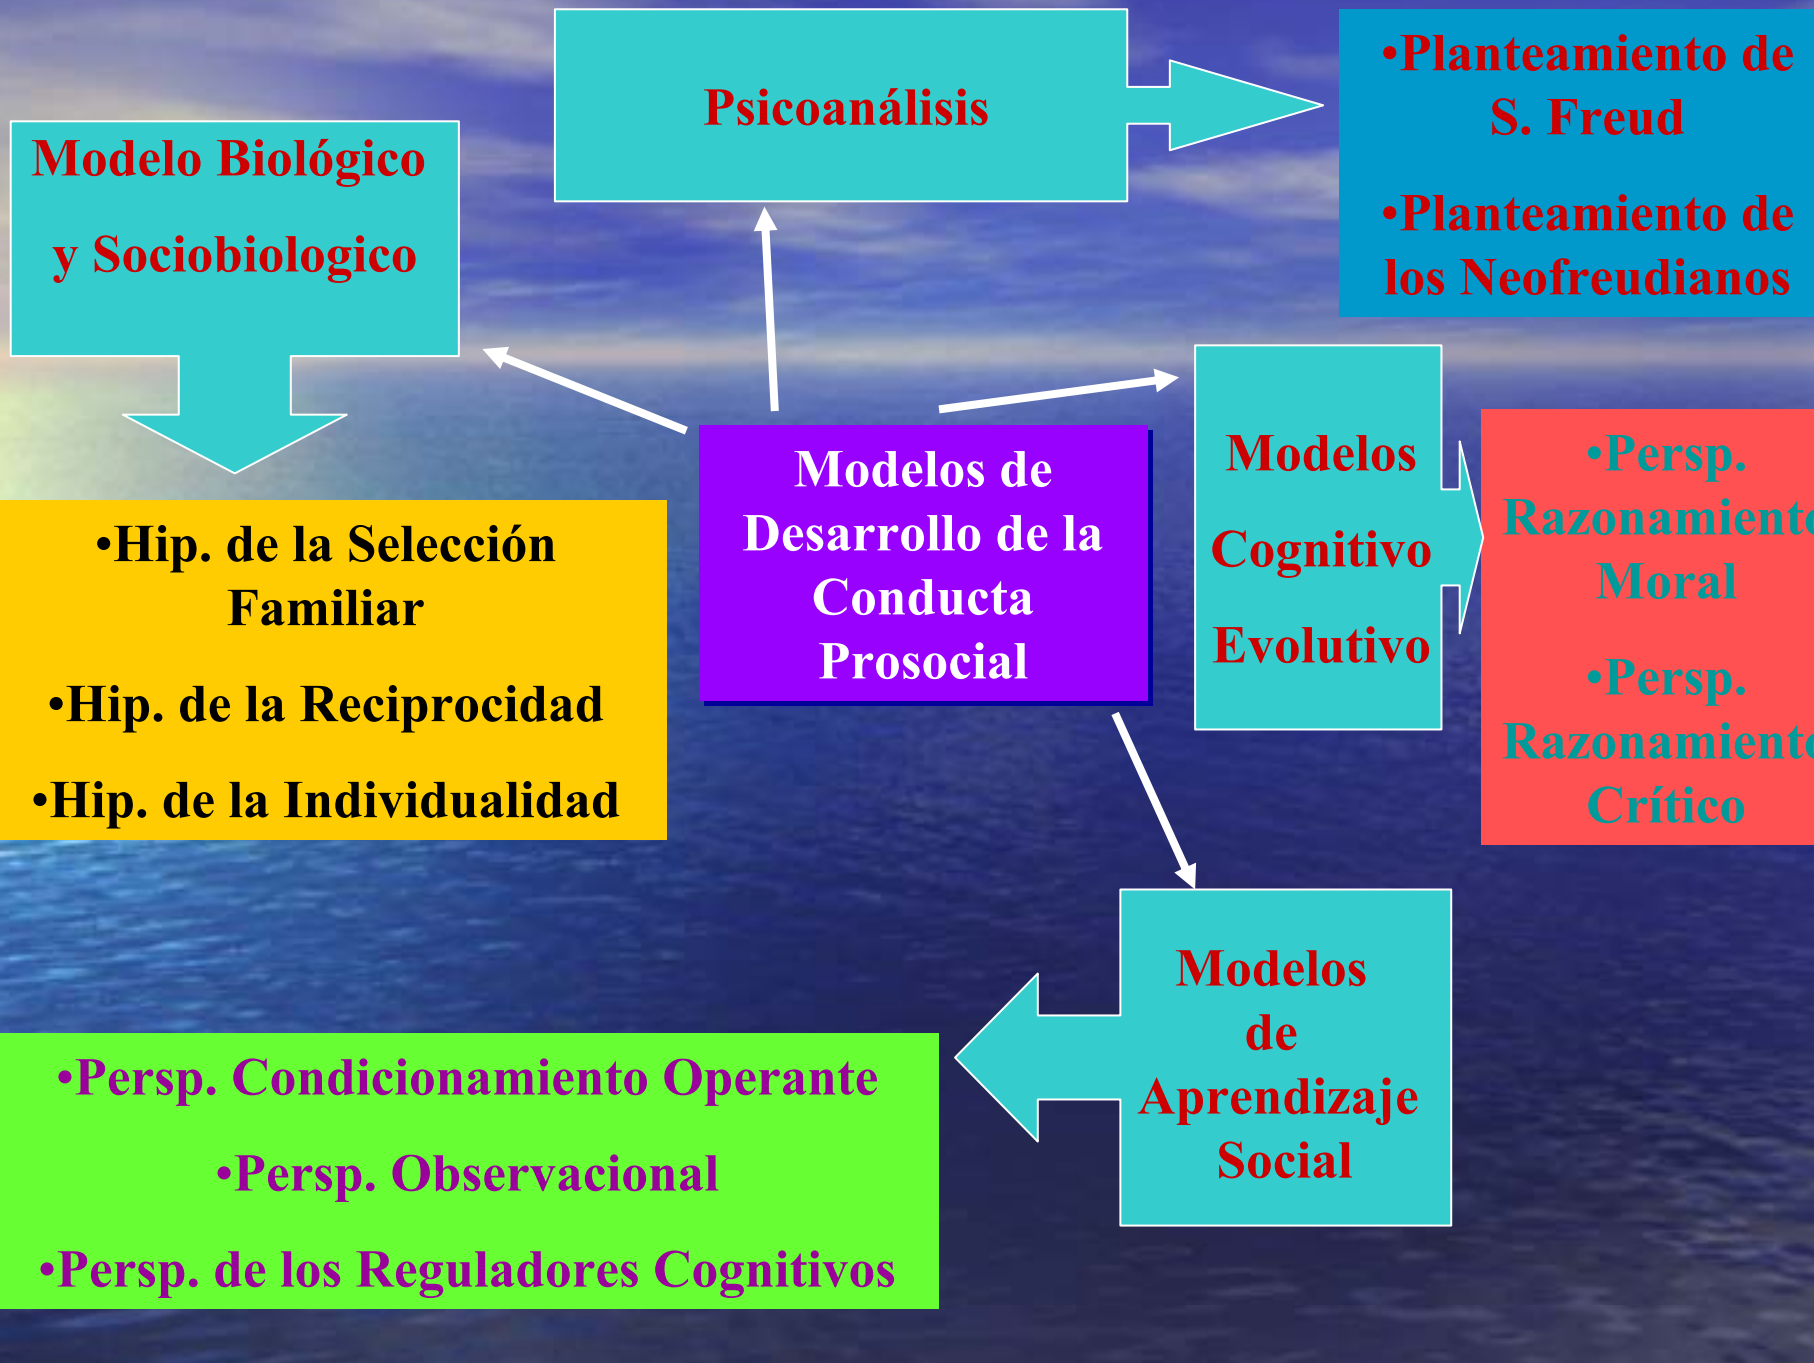 Psicoanálisis
•Planteamiento de
S. Freud
•Planteamiento de
los Neofreudianos
Modelo Biológico
y Sociobiologico
•Hip. de la Selección
Familiar
•Hip. de la Reciprocidad
•Hip. de la Individualidad
Modelos de
Desarrollo de la
Conducta
Prosocial
Modelos
Cognitivo
Evolutivo
•Persp.
Razonamiento
Moral
•Persp.
Razonamiento
Crítico
Modelos
de
Aprendizaje
Social
•Persp. Condicionamiento Operante
•Persp. Observacional
•Persp. de los Reguladores Cognitivos